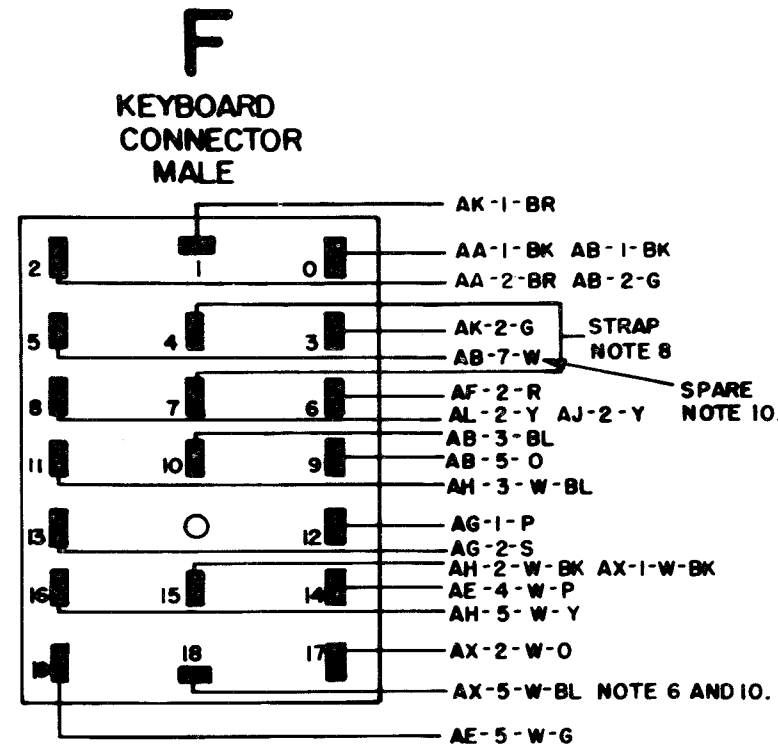 F
KEYBOARD
CONNECTOR
MALE
AK-1-BR
2 1 0 AA-1-BK AB-1-BK
AA-2-BR AB-2-G
5 4 3 AK-2-G
STRAP
NOTE 8
AB-7-W
SPARE
NOTE 10.
8 7 6 AF-2-R
AL-2-Y AJ-2-Y
AB-3-BL
11 10 9 AB-5-O
AH-3-W-BL
13 12 AG-1-P
AG-2-S
AH-2-W-BK AX-1-W-BK
16 15 14 AE-4-W-P
AH-5-W-Y
18 17 AX-2-W-O
AX-5-W-BL NOTE 6 AND 10.
AE-5-W-G